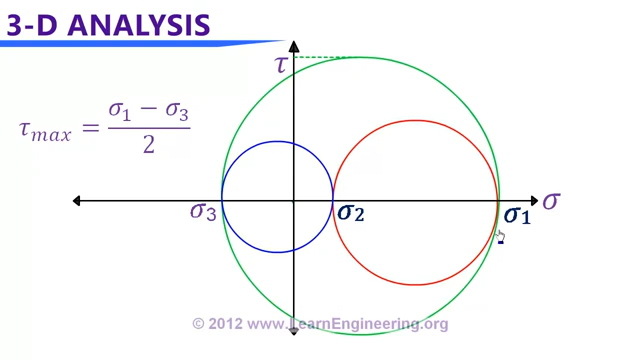 3-D ANALYSIS
τ
τmax = σ1 − σ3 / 2
σ
σ3
σ2
σ1
© 2012 www.LearnEngineering.org